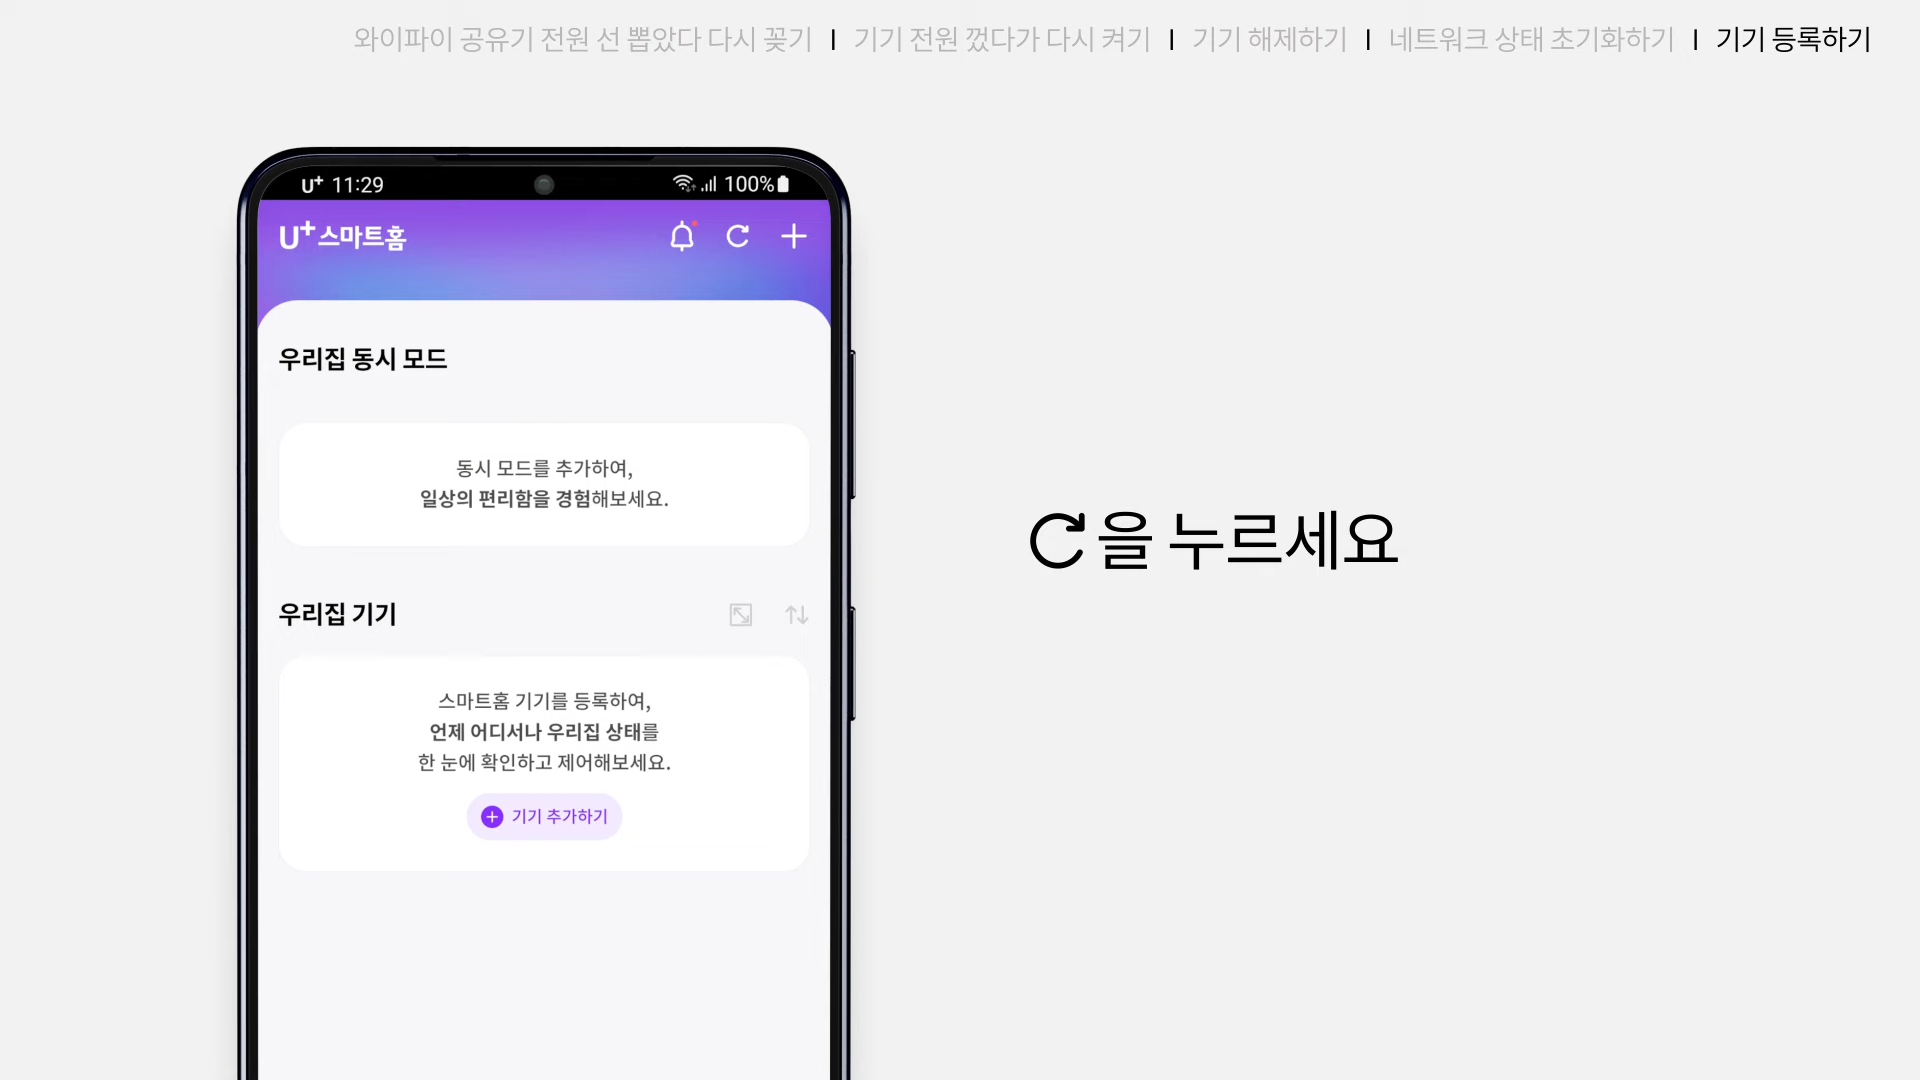 와이파이 공유기 전원 선 뽑았다 다시 꽂기 | 기기 전원 껐다가 다시 켜기 | 기기 해제하기 | 네트워크 상태 초기화하기 | 기기 등록하기
U+ 11:29 100%
U+스마트홈
우리집 동시 모드
동시 모드를 추가하여,
일상의 편리함을 경험해보세요.
우리집 기기
스마트홈 기기를 등록하여,
언제 어디서나 우리집 상태를
한 눈에 확인하고 제어해보세요.
기기 추가하기
을 누르세요